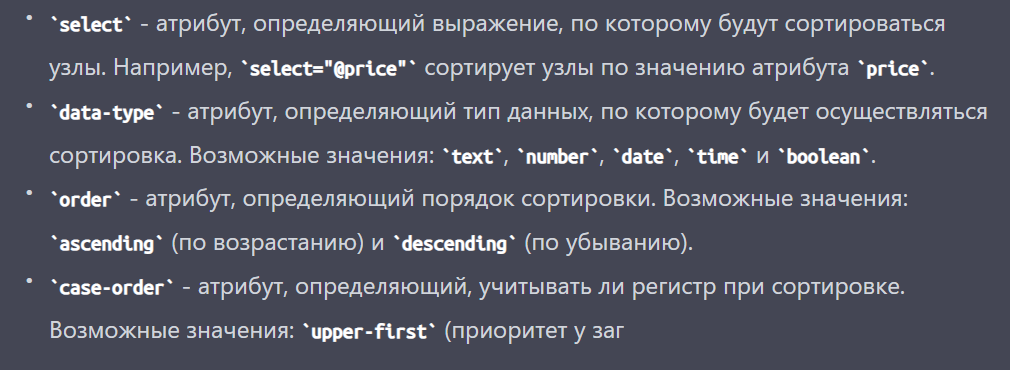 • `select` - атрибут, определяющий выражение, по которому будут сортироваться
узлы. Например, `select="@price"` сортирует узлы по значению атрибута `price`.
• `data-type` - атрибут, определяющий тип данных, по которому будет осуществляться
сортировка. Возможные значения: `text`, `number`, `date`, `time` и `boolean`.
• `order` - атрибут, определяющий порядок сортировки. Возможные значения:
`ascending` (по возрастанию) и `descending` (по убыванию).
• `case-order` - атрибут, определяющий, учитывать ли регистр при сортировке.
Возможные значения: `upper-first` (приоритет у заг